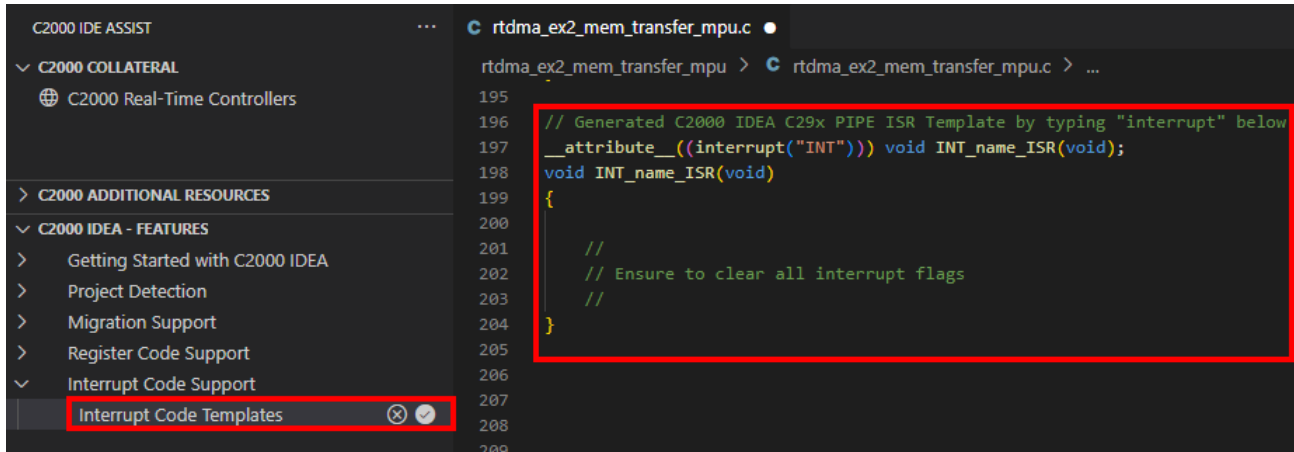 C2000 IDE ASSIST ...
C2000 COLLATERAL
C2000 Real-Time Controllers
C2000 ADDITIONAL RESOURCES
C2000 IDEA - FEATURES
Getting Started with C2000 IDEA
Project Detection
Migration Support
Register Code Support
Interrupt Code Support
Interrupt Code Templates
C rtdma_ex2_mem_transfer_mpu.c ●
rtdma_ex2_mem_transfer_mpu > C rtdma_ex2_mem_transfer_mpu.c > ...
195
196 // Generated C2000 IDEA C29x PIPE ISR Template by typing "interrupt" below
197 __attribute__((interrupt("INT"))) void INT_name_ISR(void);
198 void INT_name_ISR(void)
199 {
200
201 //
202 // Ensure to clear all interrupt flags
203 //
204 }
205
206
207
208
209